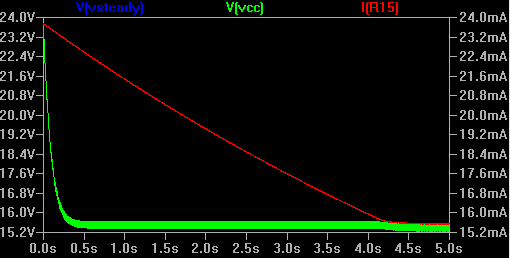 V(vsteady) V(vcc) I(R15)
24.0V 24.0mA
23.2V 23.2mA
22.4V 22.4mA
21.6V 21.6mA
20.8V 20.8mA
20.0V 20.0mA
19.2V 19.2mA
18.4V 18.4mA
17.6V 17.6mA
16.8V 16.8mA
16.0V 16.0mA
15.2V 15.2mA
0.0s 0.5s 1.0s 1.5s 2.0s 2.5s 3.0s 3.5s 4.0s 4.5s 5.0s